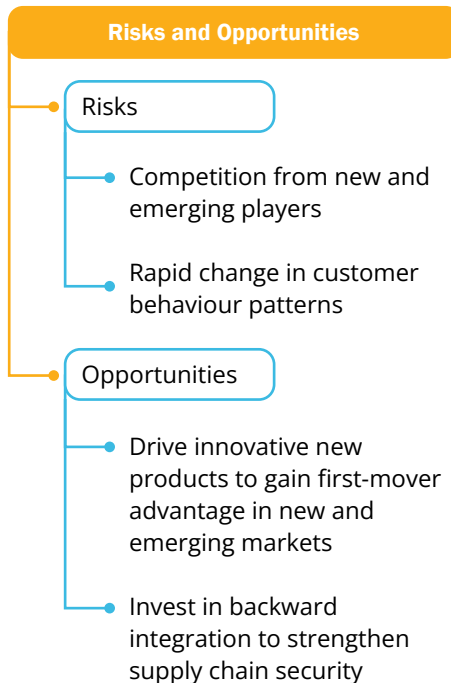 Risks and Opportunities
Risks
Competition from new and
emerging players
Rapid change in customer
behaviour patterns
Opportunities
Drive innovative new
products to gain first-mover
advantage in new and
emerging markets
Invest in backward
integration to strengthen
supply chain security